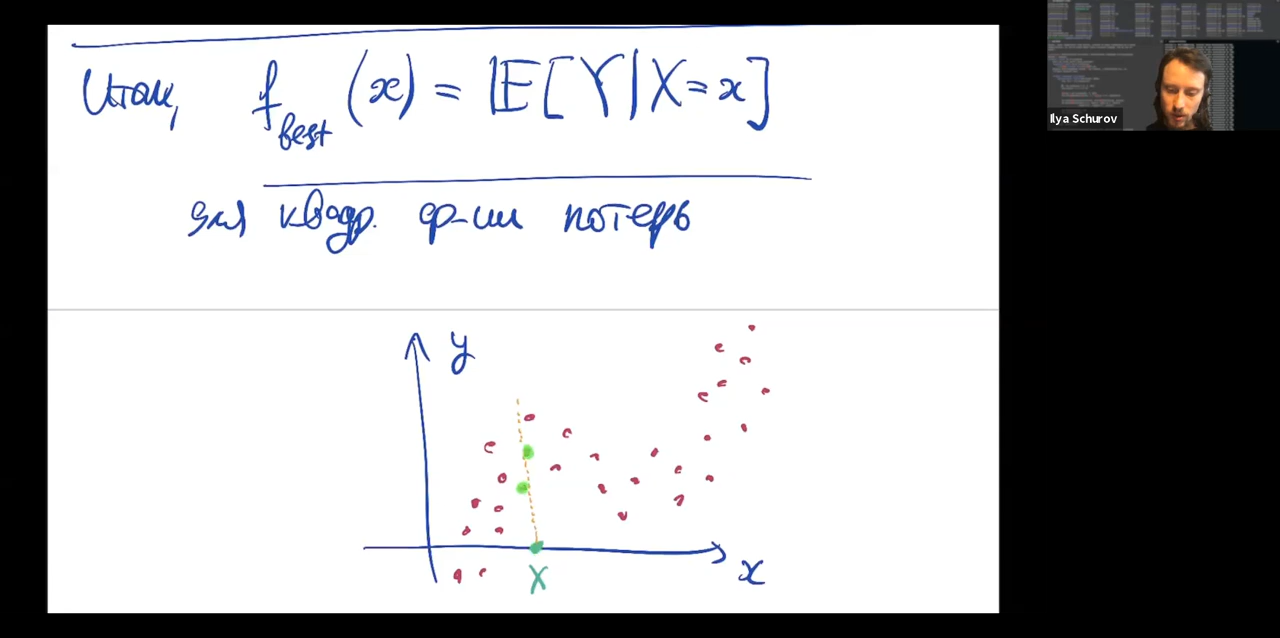 Итак, f_best (x) = 𝔼[Y|X=x]
для квадр. ф-ии потерь
Ilya Schurov
y
x
X